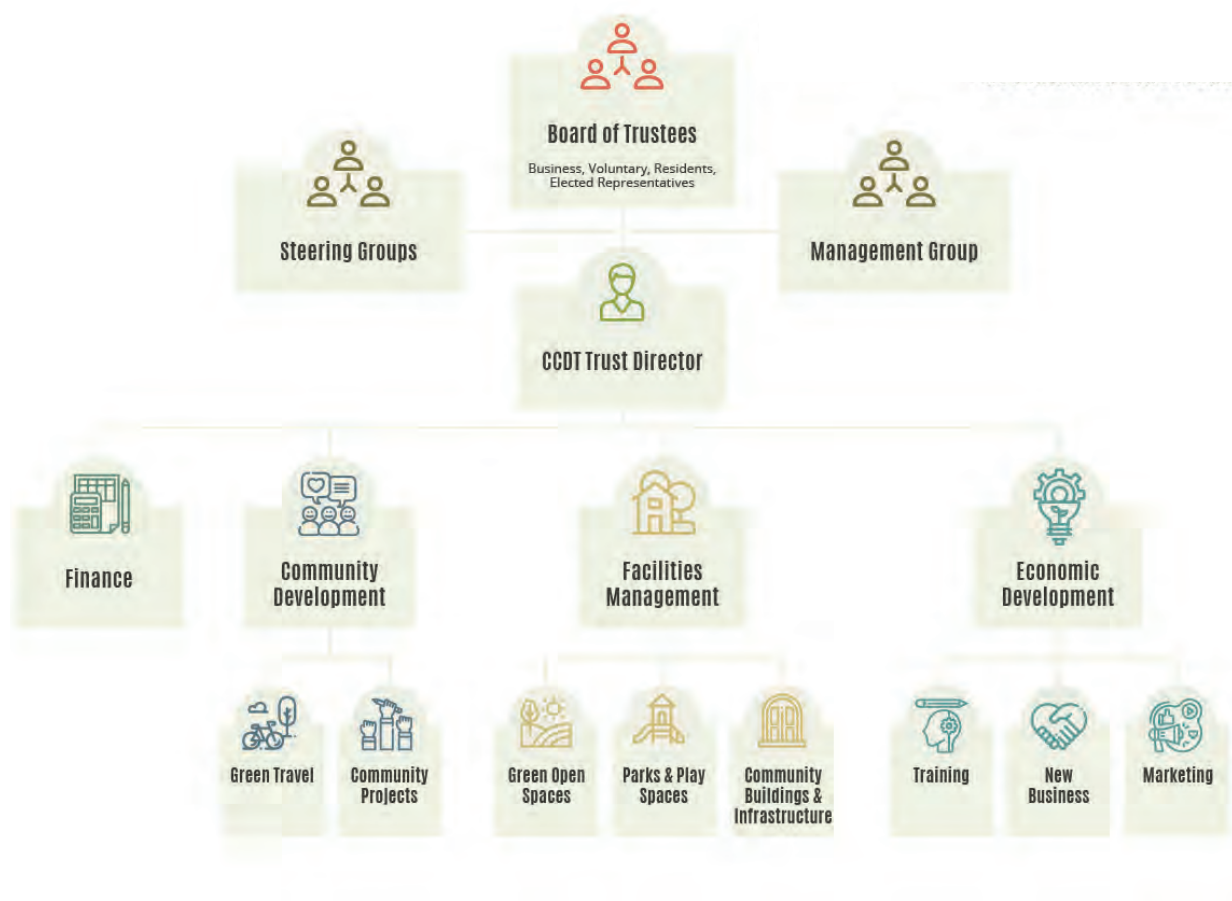 Board of Trustees
Business, Voluntary, Residents,
Elected Representatives
Steering Groups
Management Group
CCDT Trust Director
Finance
Community
Development
Facilities
Management
Economic
Development
Green Travel
Community
Projects
Green Open
Spaces
Parks & Play
Spaces
Community
Buildings &
Infrastructure
Training
New
Business
Marketing